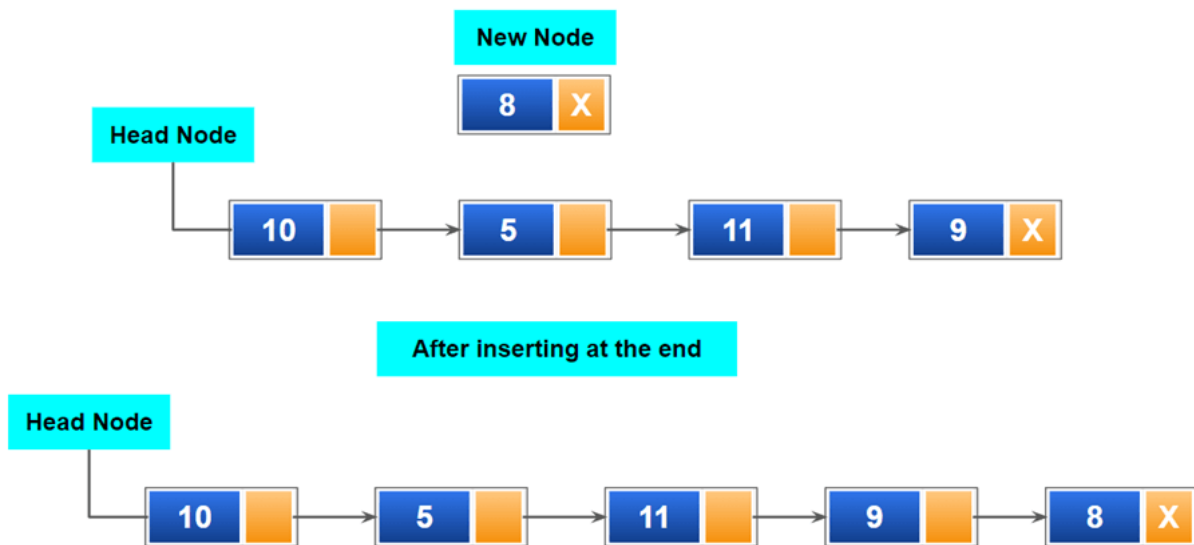 New Node
8 X
Head Node
10 5 11 9 X
After inserting at the end
Head Node
10 5 11 9 8 X